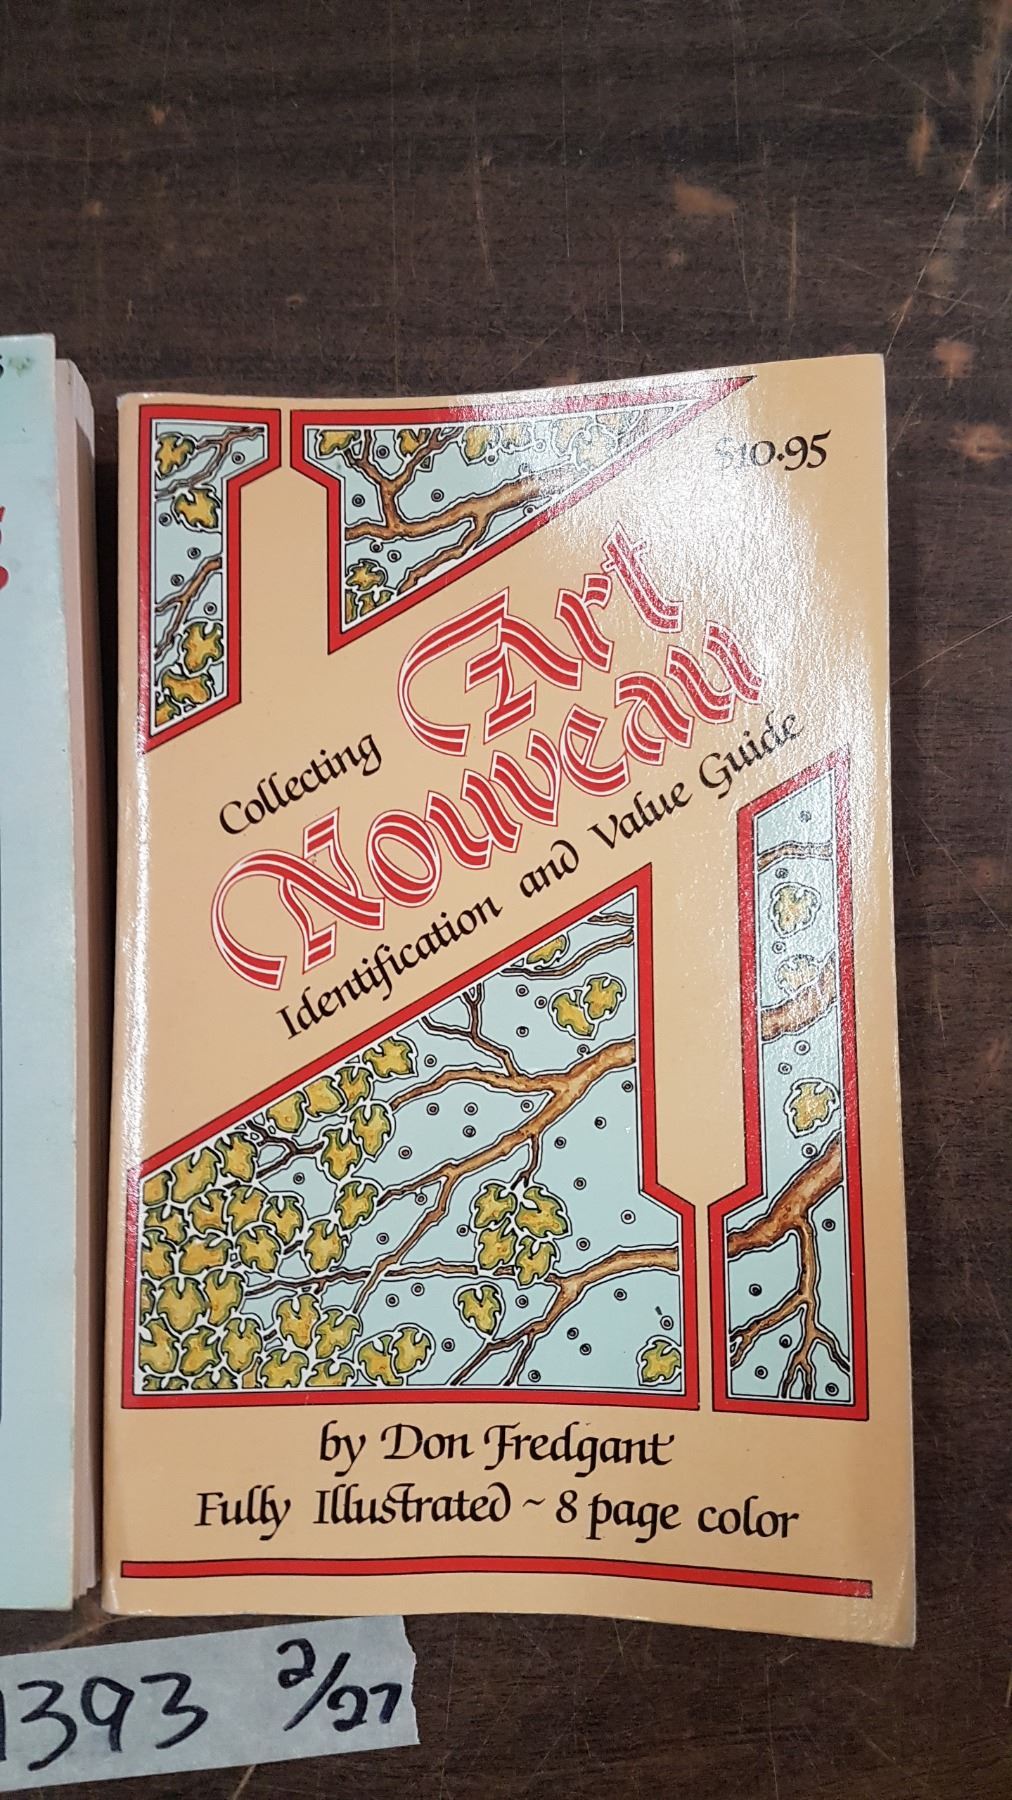 $10.95
Collecting Art
Nouveau
Identification and Value Guide
by Don Fredgant
Fully Illustrated ~ 8 page color
1393 2/27